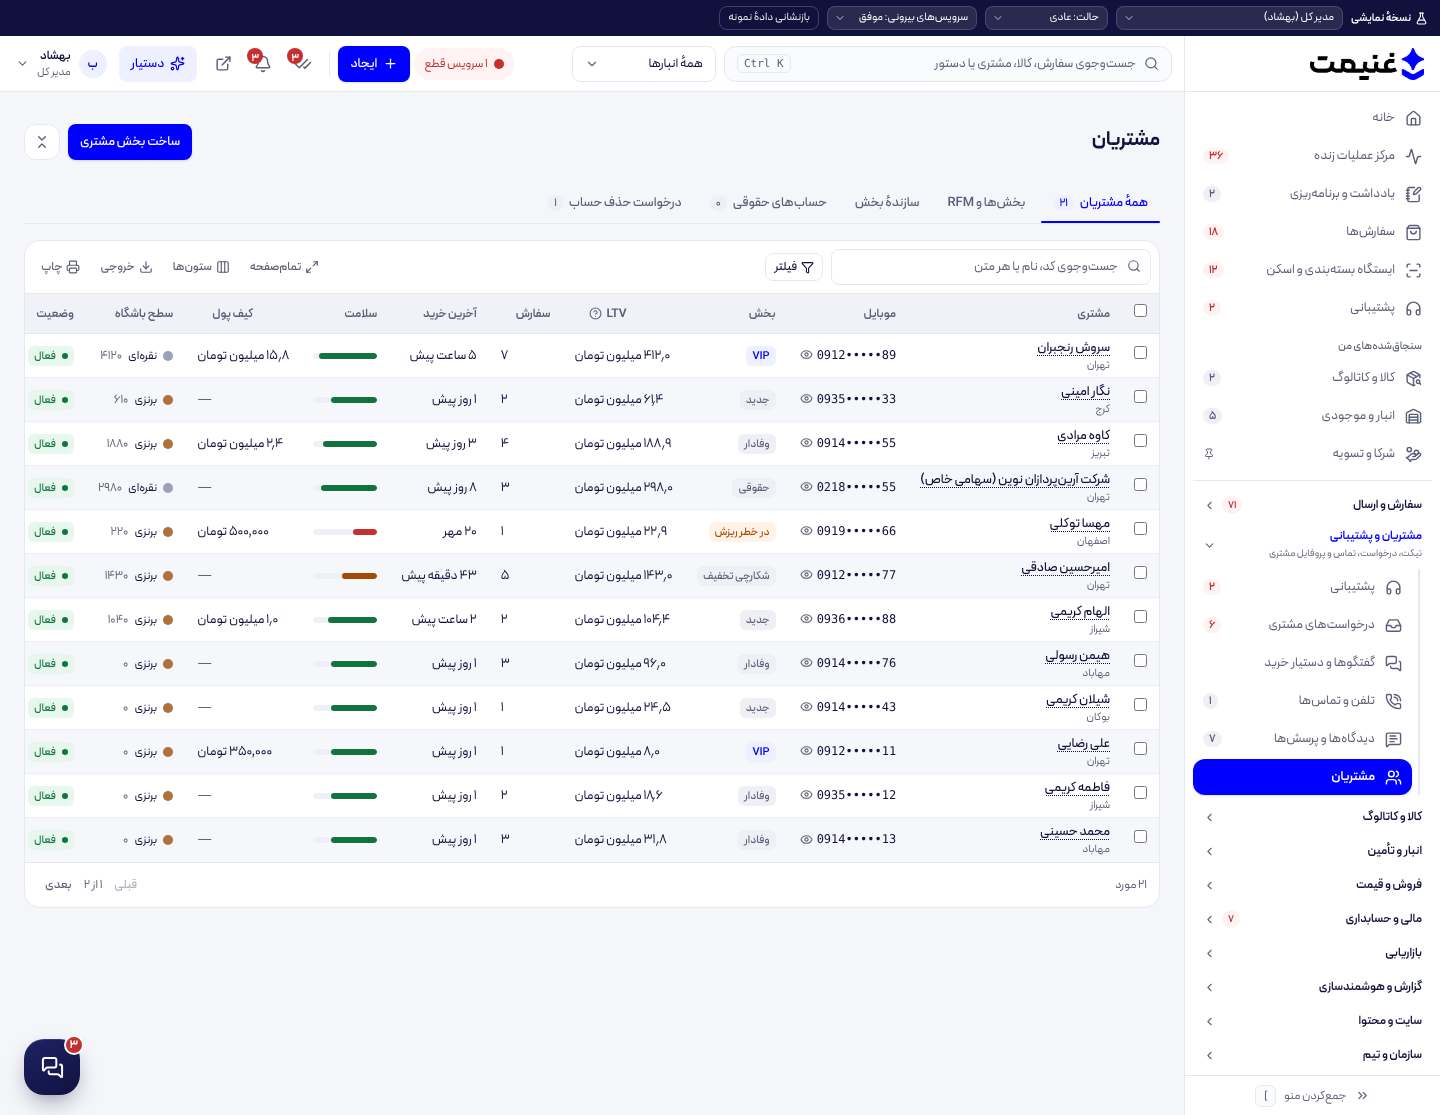 نسخهٔ نمایشی
مدیر کل (بهشاد)
حالت: عادی
سرویس‌های بیرونی: موفق
بازنشانی دادهٔ نمونه
غنیمت
جست‌وجوی سفارش، کالا، مشتری یا دستور
Ctrl K
همهٔ انبارها
۱ سرویس قطع
ایجاد
۳
۳
دستیار
ب
بهشاد
مدیر کل
خانه
مرکز عملیات زنده ۳۶
یادداشت و برنامه‌ریزی ۲
سفارش‌ها ۱۸
ایستگاه بسته‌بندی و اسکن ۱۲
پشتیبانی ۲
سنجاق‌شده‌های من
کالا و کاتالوگ ۲
انبار و موجودی ۵
شرکا و تسویه
سفارش و ارسال ۷۱
مشتریان و پشتیبانی
تیکت، درخواست، تماس و پروفایل مشتری
پشتیبانی ۲
درخواست‌های مشتری ۶
گفتگوها و دستیار خرید
تلفن و تماس‌ها ۱
دیدگاه‌ها و پرسش‌ها ۷
مشتریان
کالا و کاتالوگ
انبار و تأمین
فروش و قیمت
مالی و حسابداری ۷
بازاریابی
گزارش و هوشمندسازی
سایت و محتوا
سازمان و تیم
جمع‌کردن منو [
مشتریان
ساخت بخش مشتری
همهٔ مشتریان ۲۱
بخش‌ها و RFM
سازندهٔ بخش
حساب‌های حقوقی ۰
درخواست حذف حساب ۱
جست‌وجوی کد، نام یا هر متن
فیلتر
تمام‌صفحه
ستون‌ها
خروجی
چاپ
مشتری موبایل بخش LTV سفارش آخرین خرید سلامت کیف پول سطح باشگاه وضعیت
سروش رنجبران 0912•••••89 VIP ۴۱۲٫۰ میلیون تومان ۷ ۵ ساعت پیش ۱۵٫۸ میلیون تومان نقره‌ای ۴۱۲۰ فعال
تهران
نگار امینی 0935•••••33 جدید ۶۱٫۴ میلیون تومان ۲ ۱ روز پیش — برنزی ۶۱۰ فعال
کرج
کاوه مرادی 0914•••••55 وفادار ۱۸۸٫۹ میلیون تومان ۴ ۳ روز پیش ۲٫۴ میلیون تومان برنزی ۱۸۸۰ فعال
تبریز
شرکت آرین‌پردازان نوین (سهامی خاص) 0218•••••55 حقوقی ۲۹۸٫۰ میلیون تومان ۳ ۸ روز پیش — نقره‌ای ۲۹۸۰ فعال
تهران
مهسا توکلی 0919•••••66 در خطر ریزش ۲۲٫۹ میلیون تومان ۱ ۲۰ مهر ۵۰۰٬۰۰۰ تومان برنزی ۲۲۰ فعال
اصفهان
امیرحسین صادقی 0912•••••77 شکارچی تخفیف ۱۴۳٫۰ میلیون تومان ۵ ۴۳ دقیقه پیش — برنزی ۱۴۳۰ فعال
تهران
الهام کریمی 0936•••••88 جدید ۱۰۴٫۴ میلیون تومان ۲ ۲ ساعت پیش ۱٫۰ میلیون تومان برنزی ۱۰۴۰ فعال
شیراز
هیمن رسولی 0914•••••76 وفادار ۹۶٫۰ میلیون تومان ۳ ۱ روز پیش — برنزی ۰ فعال
مهاباد
شیلان کریمی 0914•••••43 جدید ۲۴٫۵ میلیون تومان ۱ ۱ روز پیش — برنزی ۰ فعال
بوکان
علی رضایی 0912•••••11 VIP ۸٫۰ میلیون تومان ۱ ۱ روز پیش ۳۵۰٬۰۰۰ تومان برنزی ۰ فعال
تهران
فاطمه کریمی 0935•••••12 وفادار ۱۸٫۶ میلیون تومان ۲ ۱ روز پیش — برنزی ۰ فعال
شیراز
محمد حسینی 0914•••••13 وفادار ۳۱٫۸ میلیون تومان ۳ ۱ روز پیش — برنزی ۰ فعال
مهاباد
۲۱ مورد
قبلی ۱ از ۲ بعدی
۳